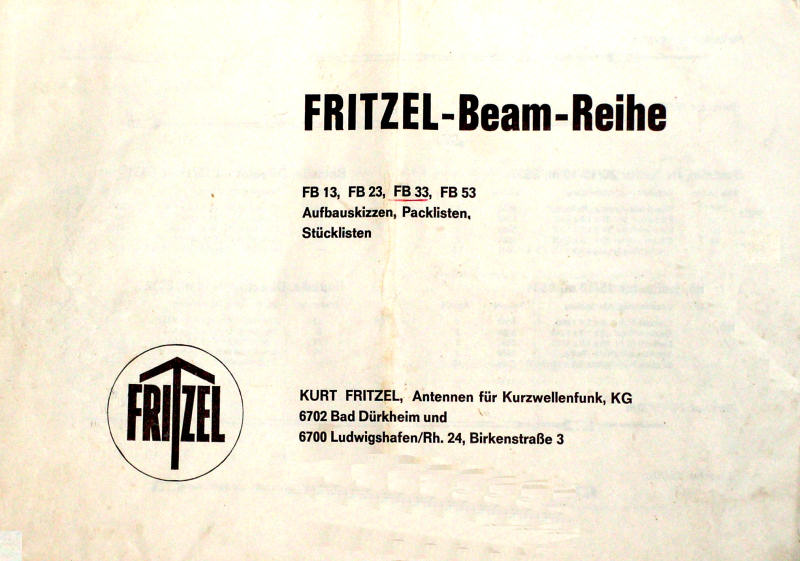 FRITZEL-Beam-Reihe
FB 13, FB 23, FB 33, FB 53
Aufbauskizzen, Packlisten,
Stücklisten
FRITZEL
KURT FRITZEL, Antennen für Kurzwellenfunk, KG
6702 Bad Dürkheim und
6700 Ludwigshafen/Rh. 24, Birkenstraße 3